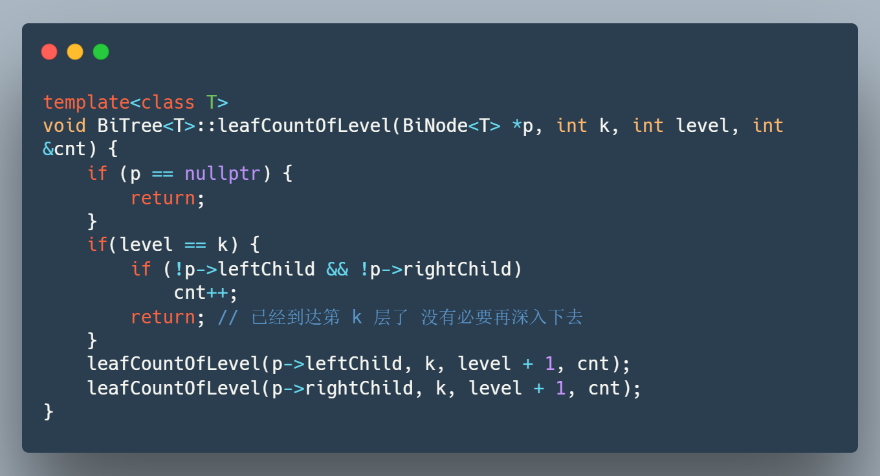 template<class T>
void BiTree<T>::leafCountOfLevel(BiNode<T> *p, int k, int level, int
&cnt) {
    if (p == nullptr) {
        return;
    }
    if(level == k) {
        if (!p->leftChild && !p->rightChild)
            cnt++;
        return; // 已经到达第 k 层了 没有必要再深入下去
    }
    leafCountOfLevel(p->leftChild, k, level + 1, cnt);
    leafCountOfLevel(p->rightChild, k, level + 1, cnt);
}